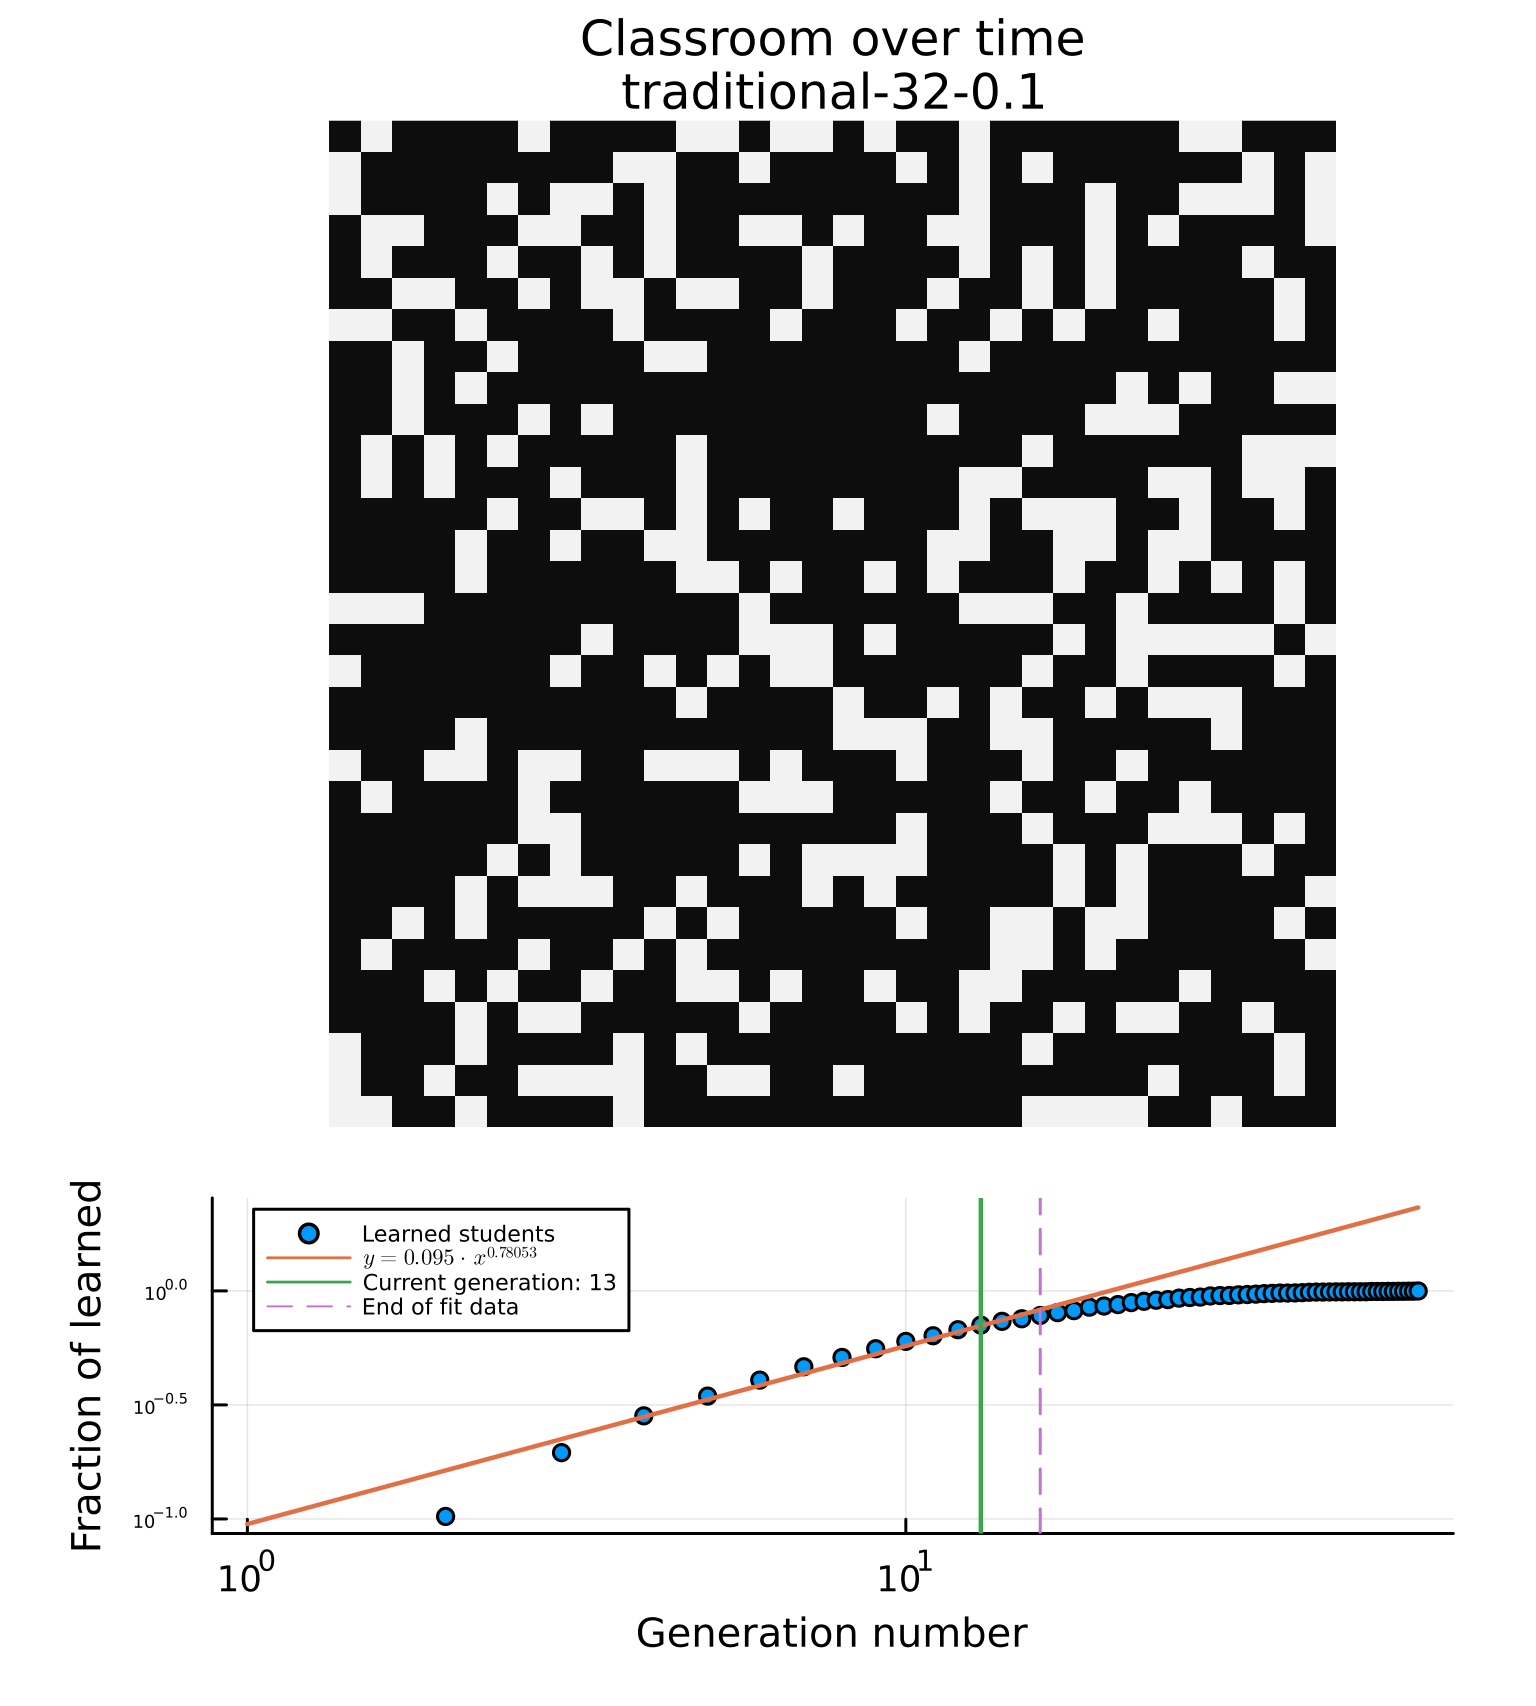 Classroom over time
traditional-32-0.1
Fraction of learned
10^0.0
10^−0.5
10^−1.0
Learned students
y = 0.095 · x^0.78053
Current generation: 13
End of fit data
10^0
10^1
Generation number